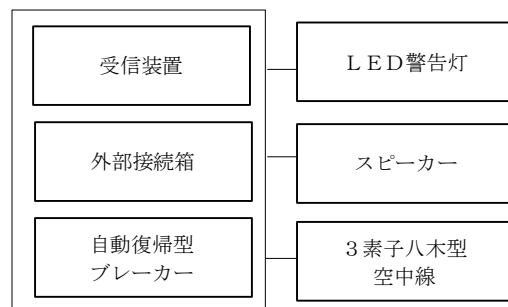 受信装置
LED警告灯
外部接続箱
スピーカー
自動復帰型
ブレーカー
3素子八木型
空中線